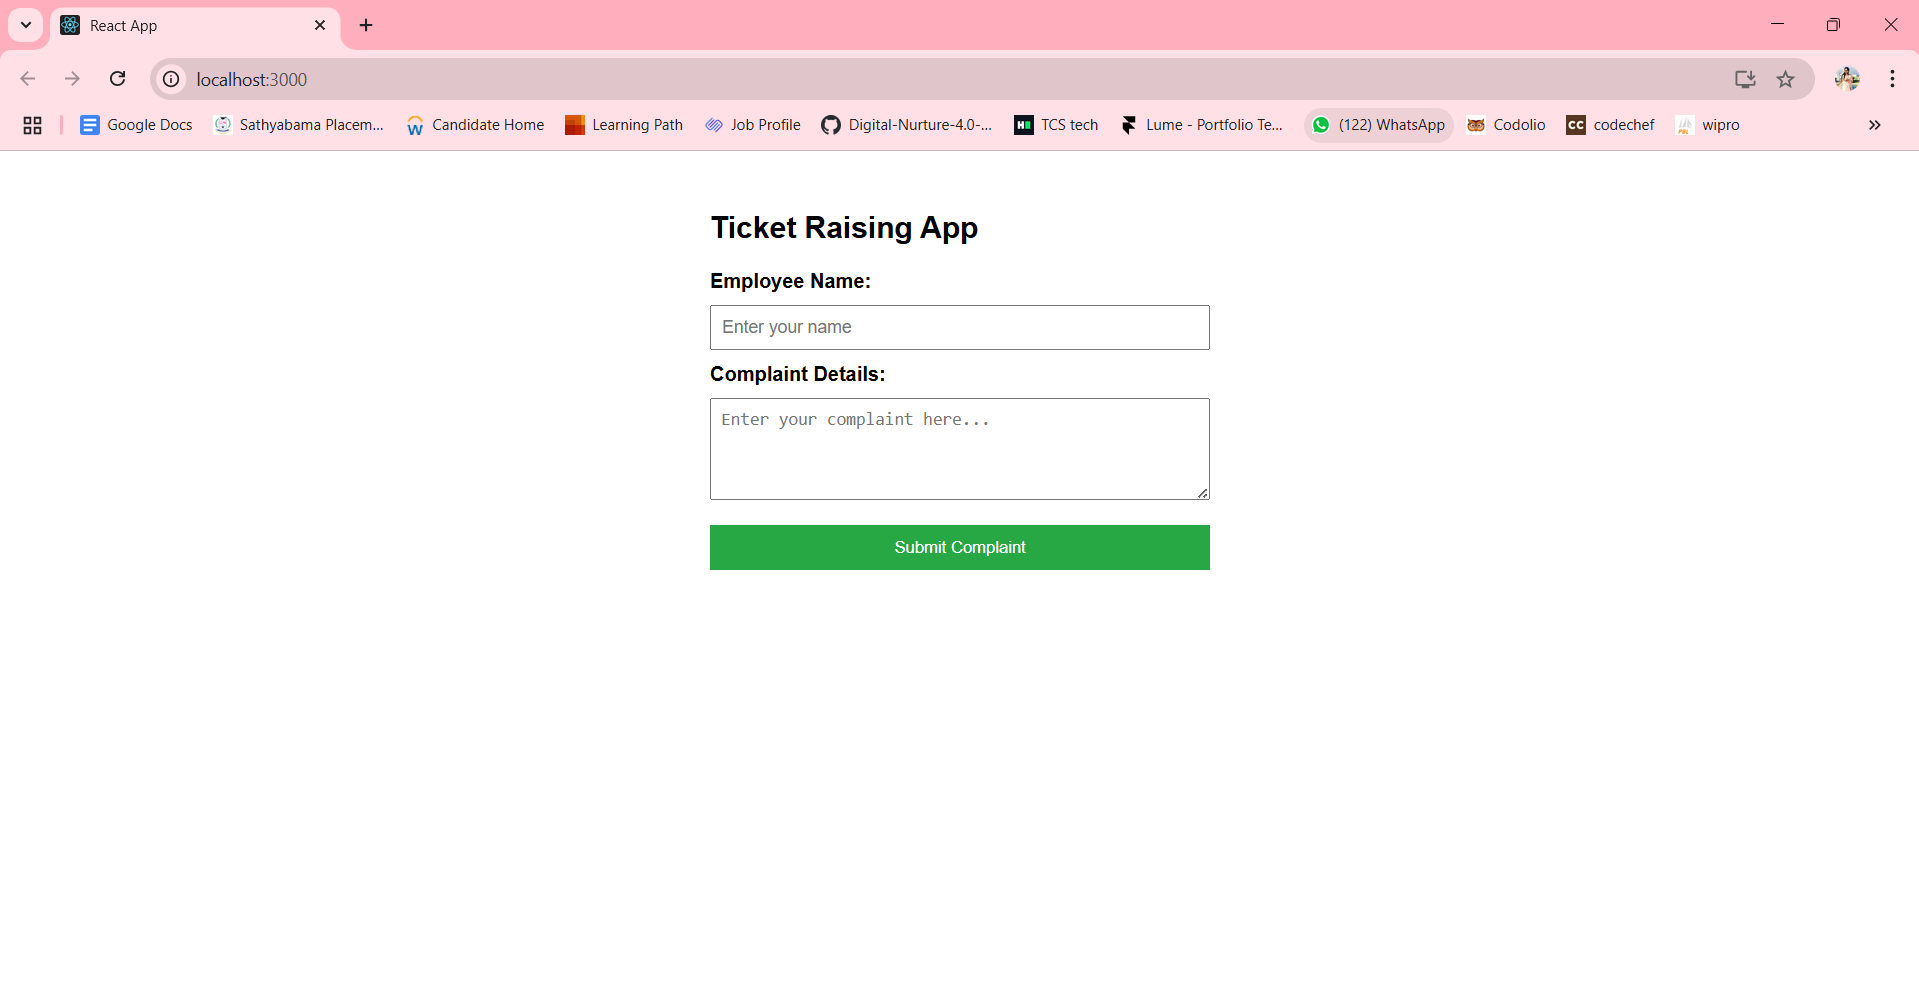 React App
localhost:3000
Google Docs Sathyabama Placem... Candidate Home Learning Path Job Profile Digital-Nurture-4.0-... TCS tech Lume - Portfolio Te... (122) WhatsApp Codolio CC codechef wipro
Ticket Raising App
Employee Name:
Enter your name
Complaint Details:
Enter your complaint here...
Submit Complaint